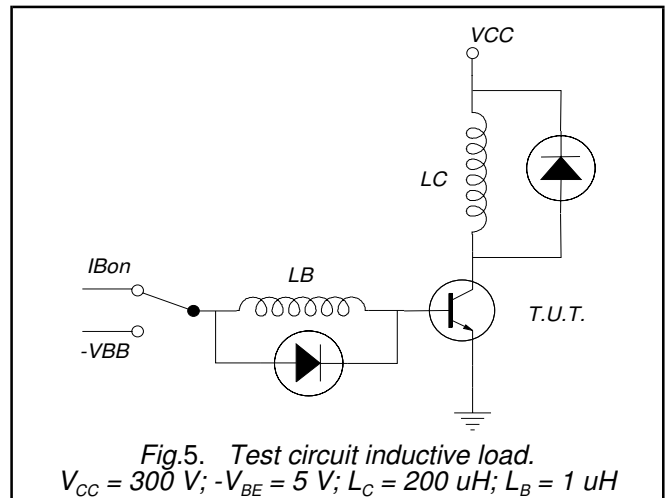 VCC
LC
IBon
LB
T.U.T.
-VBB
Fig.5. Test circuit inductive load.
VCC = 300 V; -VBE = 5 V; LC = 200 uH; LB = 1 uH